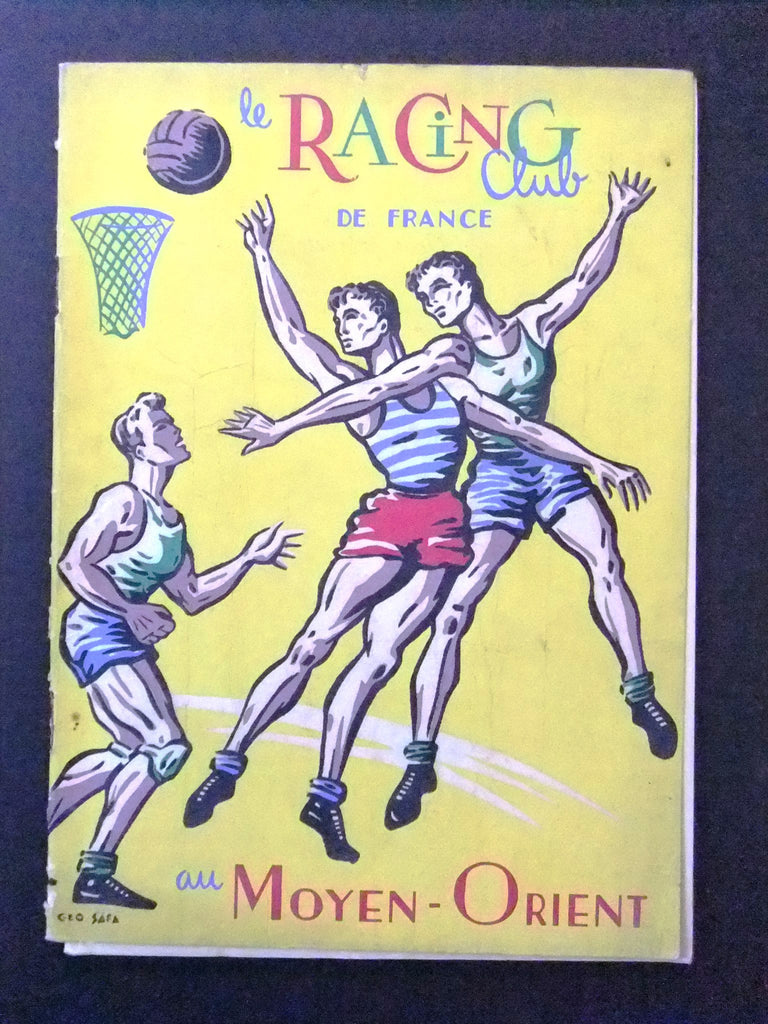 le RACiNG
Club
DE FRANCE
au MOYEN-ORIENT
GEO SAFA